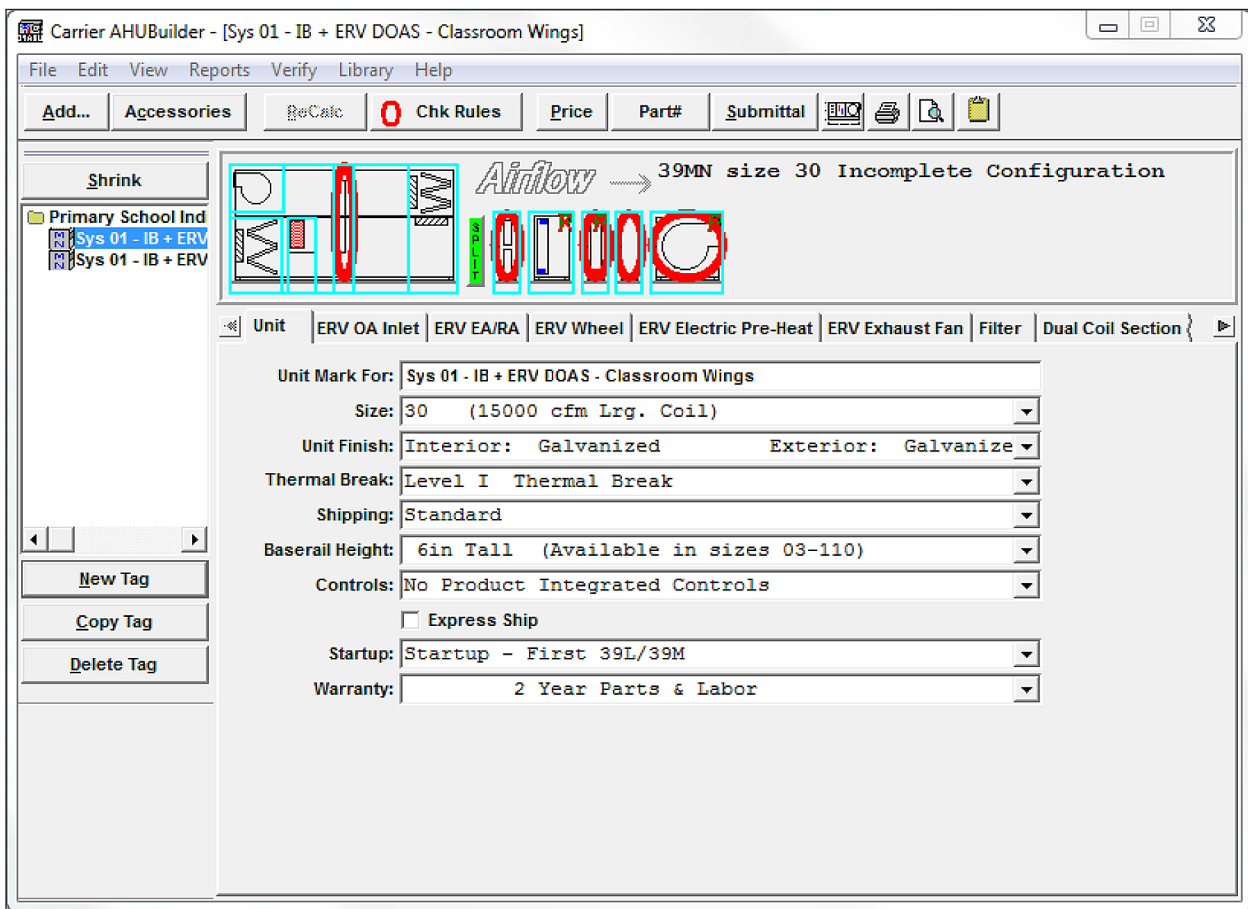 Carrier AHUBuilder - [Sys 01 - IB + ERV DOAS - Classroom Wings]
File Edit View Reports Verify Library Help
Add... Accessories ReCalc Chk Rules Price Part# Submittal
Shrink
Primary School Ind
Sys 01 - IB + ERV
Sys 01 - IB + ERV
Airflow
39MN size 30 Incomplete Configuration
SPLIT
Unit ERV OA Inlet ERV EA/RA ERV Wheel ERV Electric Pre-Heat ERV Exhaust Fan Filter Dual Coil Section
Unit Mark For: Sys 01 - IB + ERV DOAS - Classroom Wings
Size: 30 (15000 cfm Lrg. Coil)
Unit Finish: Interior: Galvanized Exterior: Galvanize
Thermal Break: Level I Thermal Break
Shipping: Standard
Baserail Height: 6in Tall (Available in sizes 03-110)
Controls: No Product Integrated Controls
Express Ship
Startup: Startup - First 39L/39M
Warranty: 2 Year Parts & Labor
New Tag
Copy Tag
Delete Tag